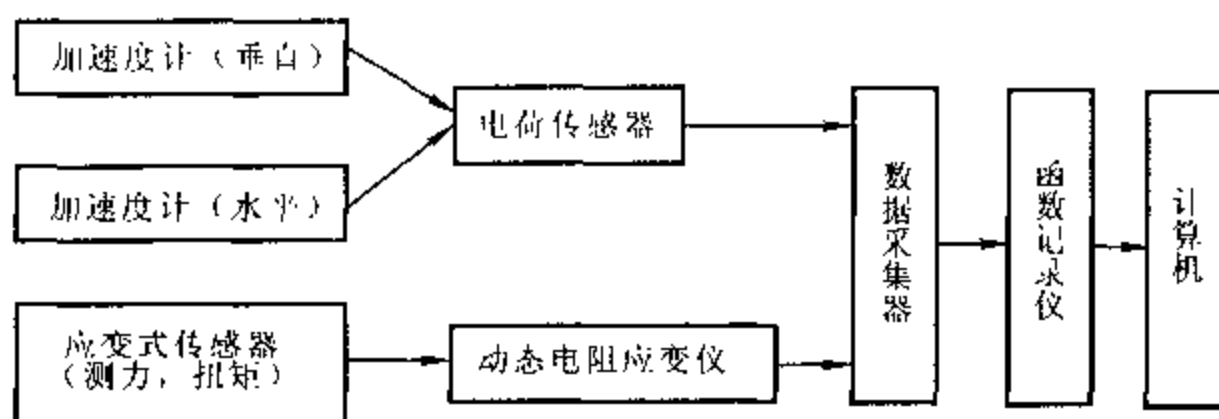 加速度计（垂直）
电荷传感器
加速度计（水平）
应变式传感器
（测力，扭矩）
动态电阻应变仪
数据采集器
函数记录仪
计算机